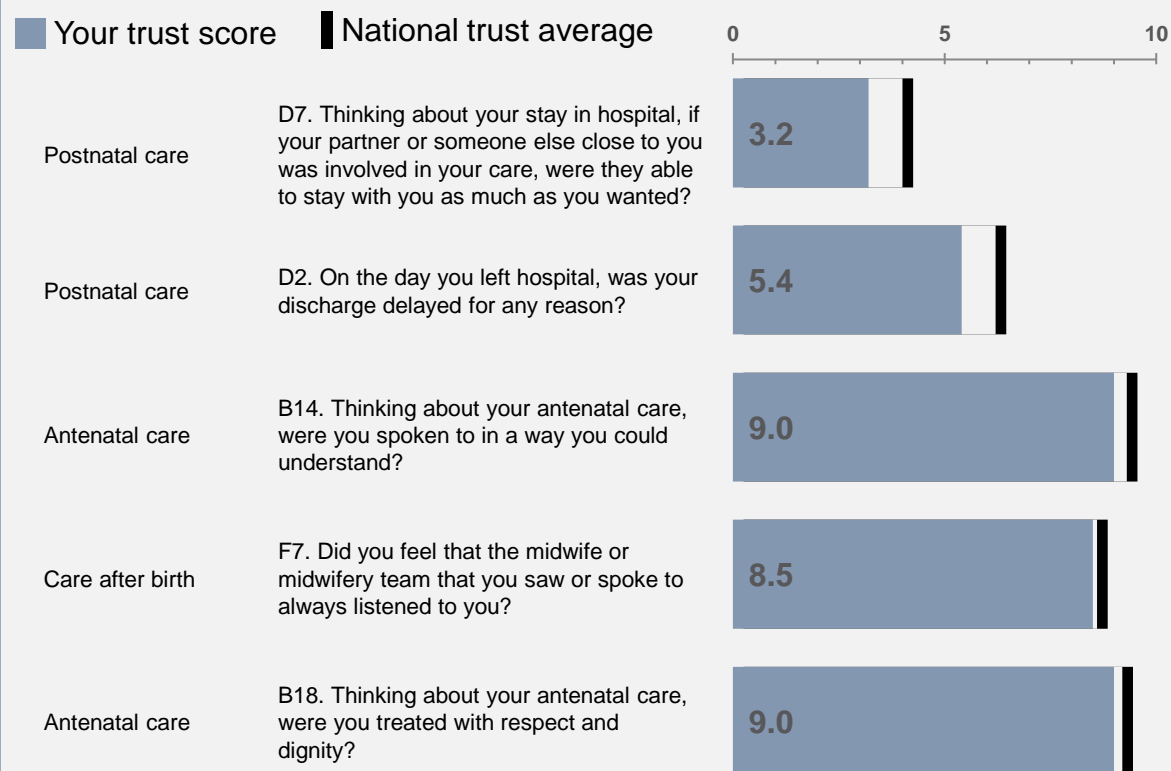 Your trust score National trust average
0 5 10
Postnatal care
D7. Thinking about your stay in hospital, if
your partner or someone else close to you
was involved in your care, were they able
to stay with you as much as you wanted?
3.2
Postnatal care
D2. On the day you left hospital, was your
discharge delayed for any reason?
5.4
Antenatal care
B14. Thinking about your antenatal care,
were you spoken to in a way you could
understand?
9.0
Care after birth
F7. Did you feel that the midwife or
midwifery team that you saw or spoke to
always listened to you?
8.5
Antenatal care
B18. Thinking about your antenatal care,
were you treated with respect and
dignity?
9.0